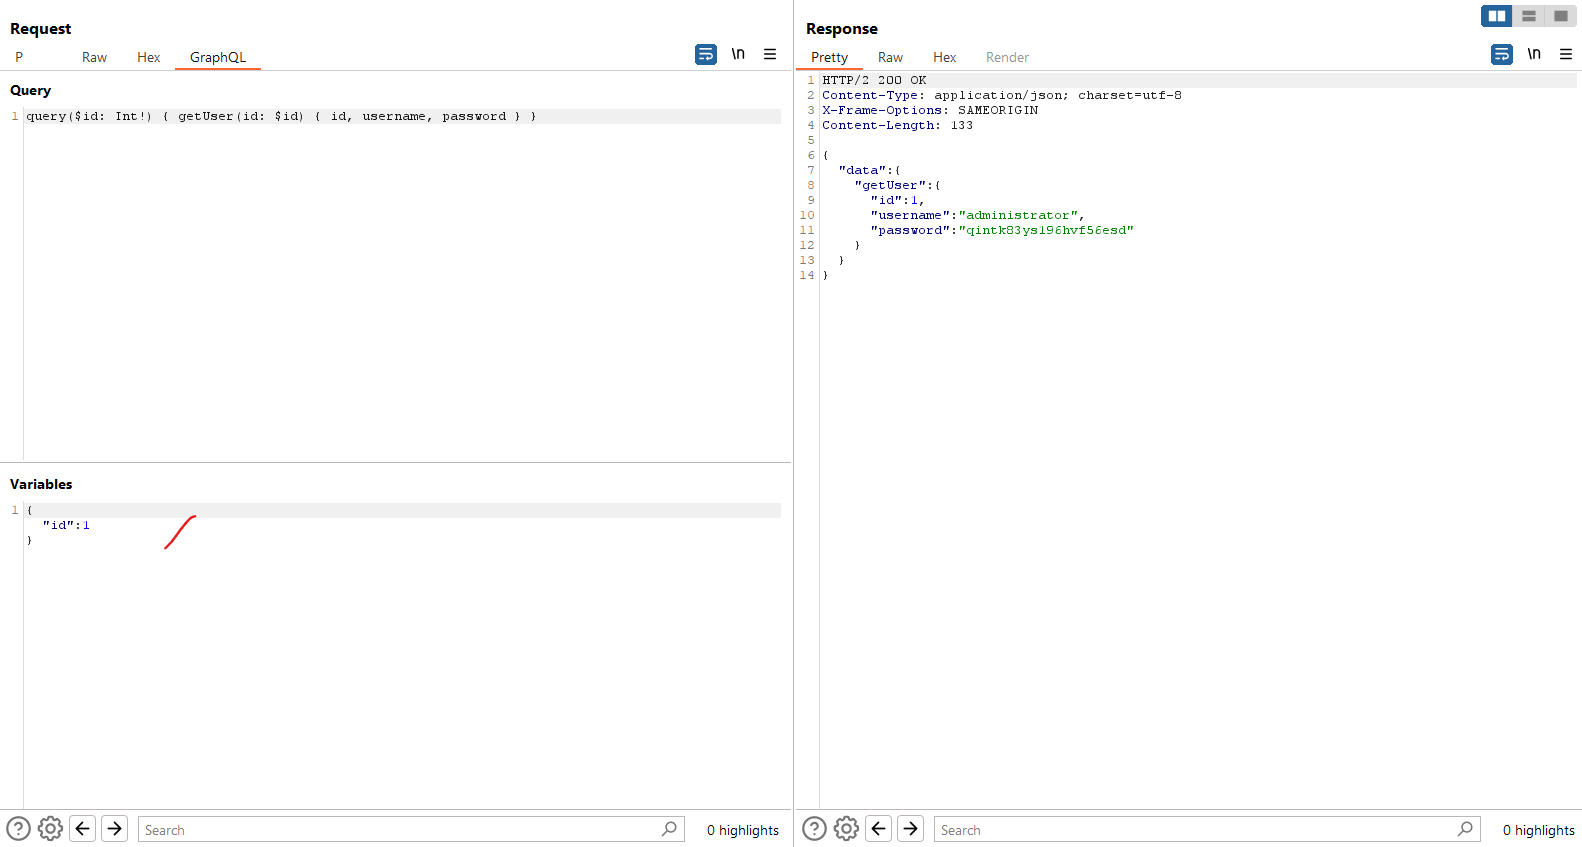 Request
P Raw Hex GraphQL \n
Query
1 query($id: Int!) { getUser(id: $id) { id, username, password } }
Variables
1 {
"id":1
}
Search 0 highlights
Response
Pretty Raw Hex Render \n
1 HTTP/2 200 OK
2 Content-Type: application/json; charset=utf-8
3 X-Frame-Options: SAMEORIGIN
4 Content-Length: 133
5
6 {
7 "data":{
8 "getUser":{
9 "id":1,
10 "username":"administrator",
11 "password":"qintk83ys196hvf56esd"
12 }
13 }
14 }
Search 0 highlights